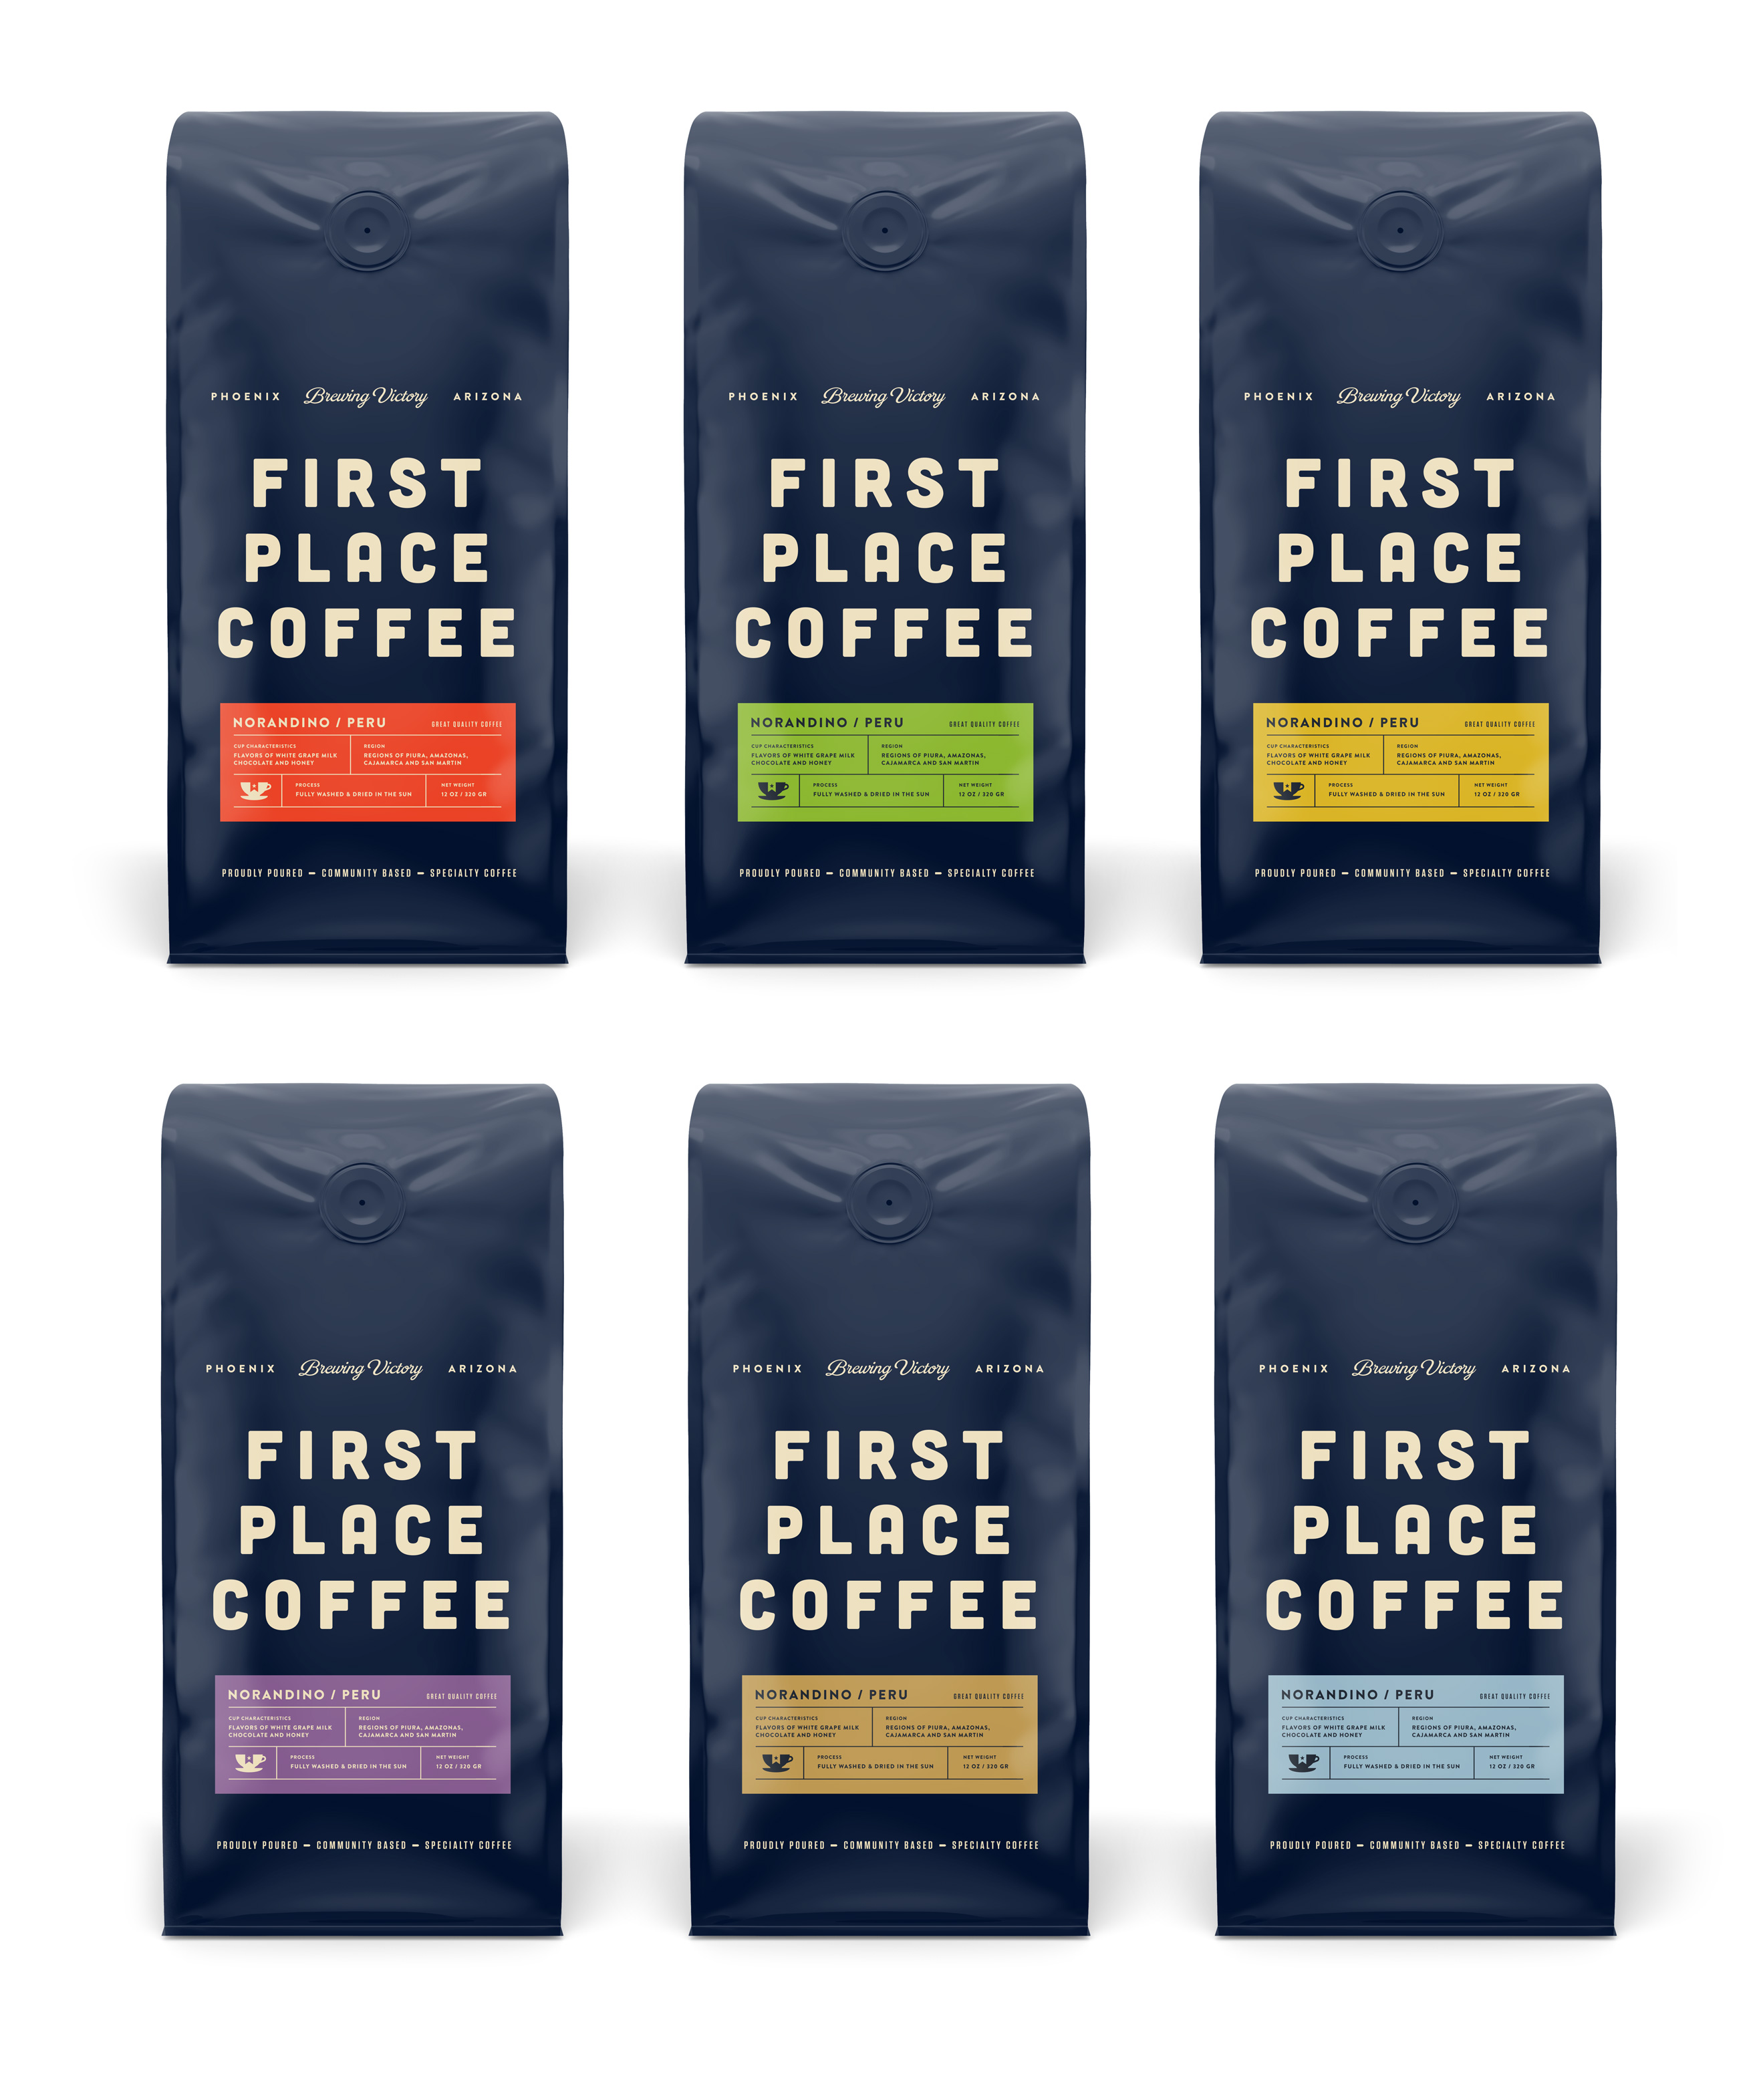 PHOENIX Brewing Victory ARIZONA
FIRST
PLACE
COFFEE
NORANDINO / PERU GREAT QUALITY COFFEE
CUP CHARACTERISTICS REGION
FLAVORS OF WHITE GRAPE MILK REGIONS OF PIURA, AMAZONAS,
CHOCOLATE AND HONEY CAJAMARCA AND SAN MARTIN
PROCESS NET WEIGHT
FULLY WASHED & DRIED IN THE SUN 12 OZ / 320 GR
PROUDLY POURED – COMMUNITY BASED – SPECIALTY COFFEE
PHOENIX Brewing Victory ARIZONA
FIRST
PLACE
COFFEE
NORANDINO / PERU GREAT QUALITY COFFEE
CUP CHARACTERISTICS REGION
FLAVORS OF WHITE GRAPE MILK REGIONS OF PIURA, AMAZONAS,
CHOCOLATE AND HONEY CAJAMARCA AND SAN MARTIN
PROCESS NET WEIGHT
FULLY WASHED & DRIED IN THE SUN 12 OZ / 320 GR
PROUDLY POURED – COMMUNITY BASED – SPECIALTY COFFEE
PHOENIX Brewing Victory ARIZONA
FIRST
PLACE
COFFEE
NORANDINO / PERU GREAT QUALITY COFFEE
CUP CHARACTERISTICS REGION
FLAVORS OF WHITE GRAPE MILK REGIONS OF PIURA, AMAZONAS,
CHOCOLATE AND HONEY CAJAMARCA AND SAN MARTIN
PROCESS NET WEIGHT
FULLY WASHED & DRIED IN THE SUN 12 OZ / 320 GR
PROUDLY POURED – COMMUNITY BASED – SPECIALTY COFFEE
PHOENIX Brewing Victory ARIZONA
FIRST
PLACE
COFFEE
NORANDINO / PERU GREAT QUALITY COFFEE
CUP CHARACTERISTICS REGION
FLAVORS OF WHITE GRAPE MILK REGIONS OF PIURA, AMAZONAS,
CHOCOLATE AND HONEY CAJAMARCA AND SAN MARTIN
PROCESS NET WEIGHT
FULLY WASHED & DRIED IN THE SUN 12 OZ / 320 GR
PROUDLY POURED – COMMUNITY BASED – SPECIALTY COFFEE
PHOENIX Brewing Victory ARIZONA
FIRST
PLACE
COFFEE
NORANDINO / PERU GREAT QUALITY COFFEE
CUP CHARACTERISTICS REGION
FLAVORS OF WHITE GRAPE MILK REGIONS OF PIURA, AMAZONAS,
CHOCOLATE AND HONEY CAJAMARCA AND SAN MARTIN
PROCESS NET WEIGHT
FULLY WASHED & DRIED IN THE SUN 12 OZ / 320 GR
PROUDLY POURED – COMMUNITY BASED – SPECIALTY COFFEE
PHOENIX Brewing Victory ARIZONA
FIRST
PLACE
COFFEE
NORANDINO / PERU GREAT QUALITY COFFEE
CUP CHARACTERISTICS REGION
FLAVORS OF WHITE GRAPE MILK REGIONS OF PIURA, AMAZONAS,
CHOCOLATE AND HONEY CAJAMARCA AND SAN MARTIN
PROCESS NET WEIGHT
FULLY WASHED & DRIED IN THE SUN 12 OZ / 320 GR
PROUDLY POURED – COMMUNITY BASED – SPECIALTY COFFEE